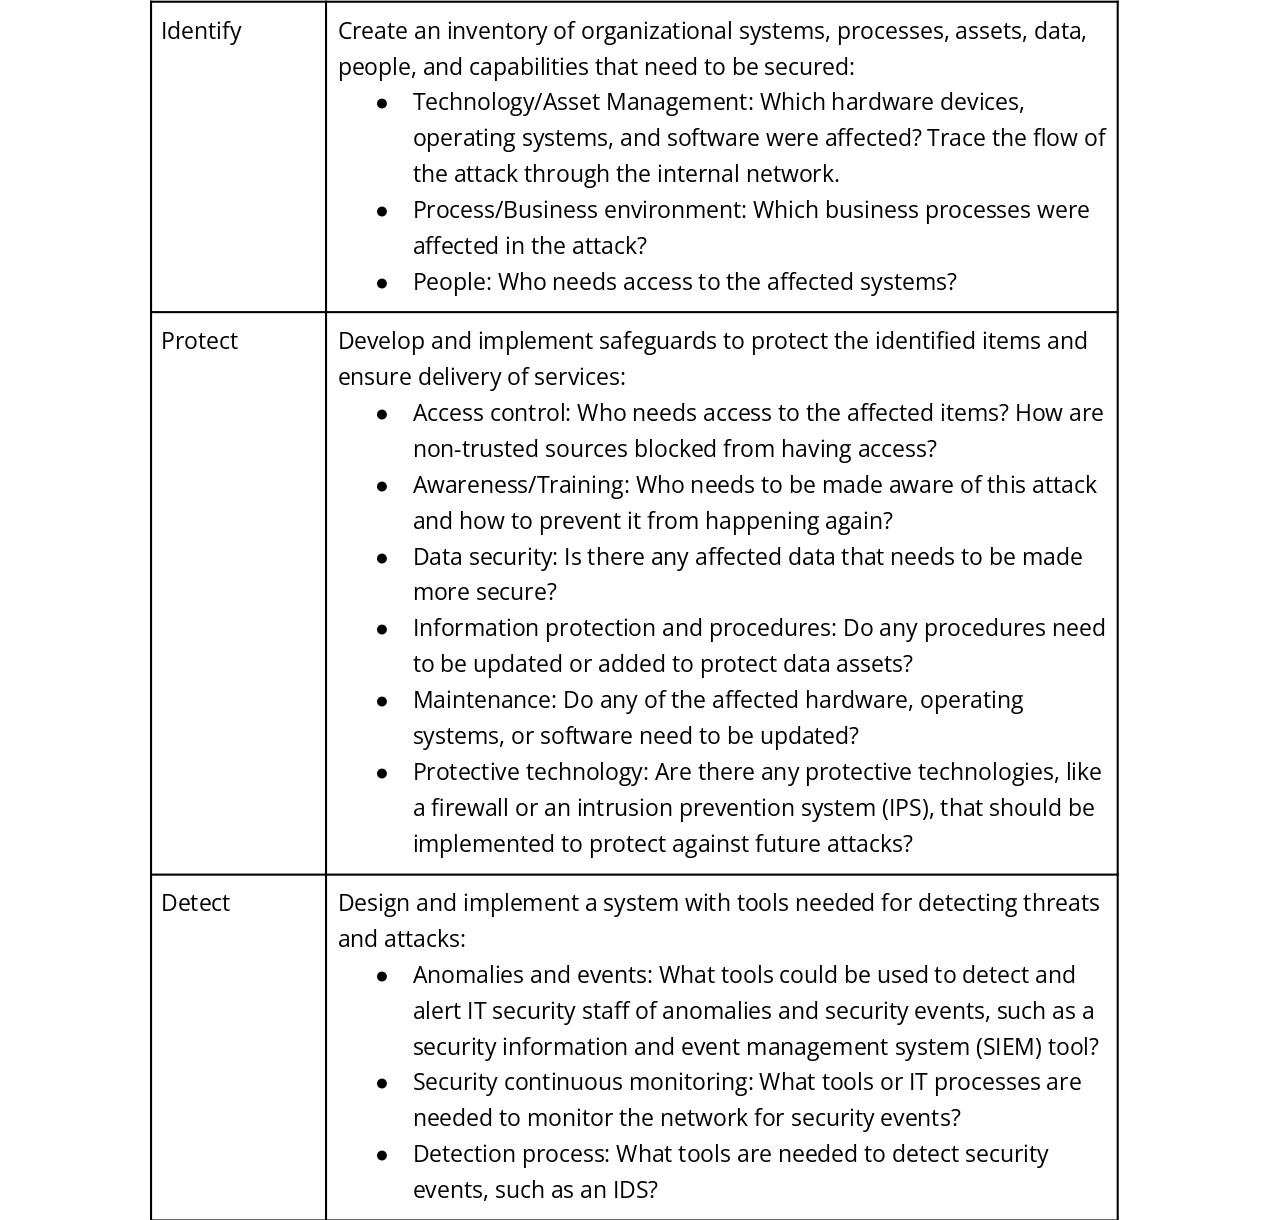 Identify
Create an inventory of organizational systems, processes, assets, data,
people, and capabilities that need to be secured:
● Technology/Asset Management: Which hardware devices,
operating systems, and software were affected? Trace the flow of
the attack through the internal network.
● Process/Business environment: Which business processes were
affected in the attack?
● People: Who needs access to the affected systems?
Protect
Develop and implement safeguards to protect the identified items and
ensure delivery of services:
● Access control: Who needs access to the affected items? How are
non-trusted sources blocked from having access?
● Awareness/Training: Who needs to be made aware of this attack
and how to prevent it from happening again?
● Data security: Is there any affected data that needs to be made
more secure?
● Information protection and procedures: Do any procedures need
to be updated or added to protect data assets?
● Maintenance: Do any of the affected hardware, operating
systems, or software need to be updated?
● Protective technology: Are there any protective technologies, like
a firewall or an intrusion prevention system (IPS), that should be
implemented to protect against future attacks?
Detect
Design and implement a system with tools needed for detecting threats
and attacks:
● Anomalies and events: What tools could be used to detect and
alert IT security staff of anomalies and security events, such as a
security information and event management system (SIEM) tool?
● Security continuous monitoring: What tools or IT processes are
needed to monitor the network for security events?
● Detection process: What tools are needed to detect security
events, such as an IDS?